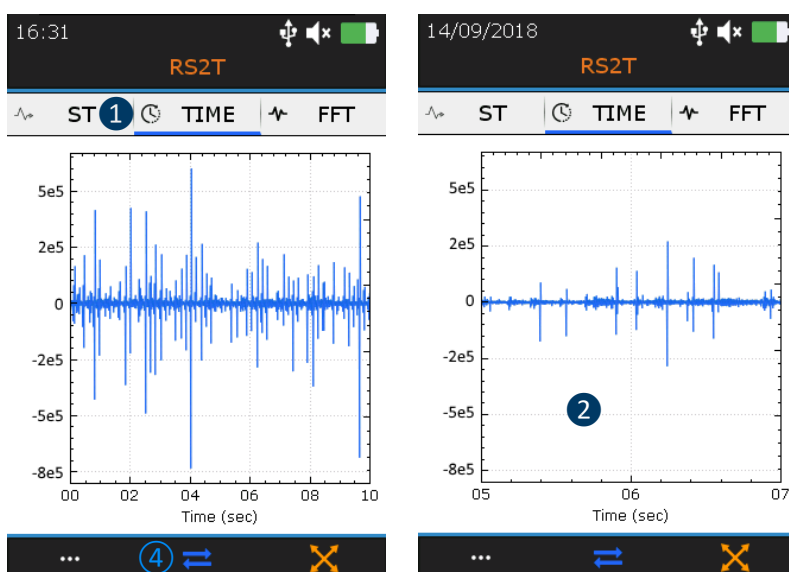 16:31
RS2T
ST 1 TIME FFT
5e5
2e5
0
-2e5
-5e5
-8e5
00 02 04 06 08 10
Time (sec)
... 4
14/09/2018
RS2T
ST TIME FFT
5e5
2e5
0
-2e5
-5e5
-8e5
2
05 06 07
Time (sec)
...